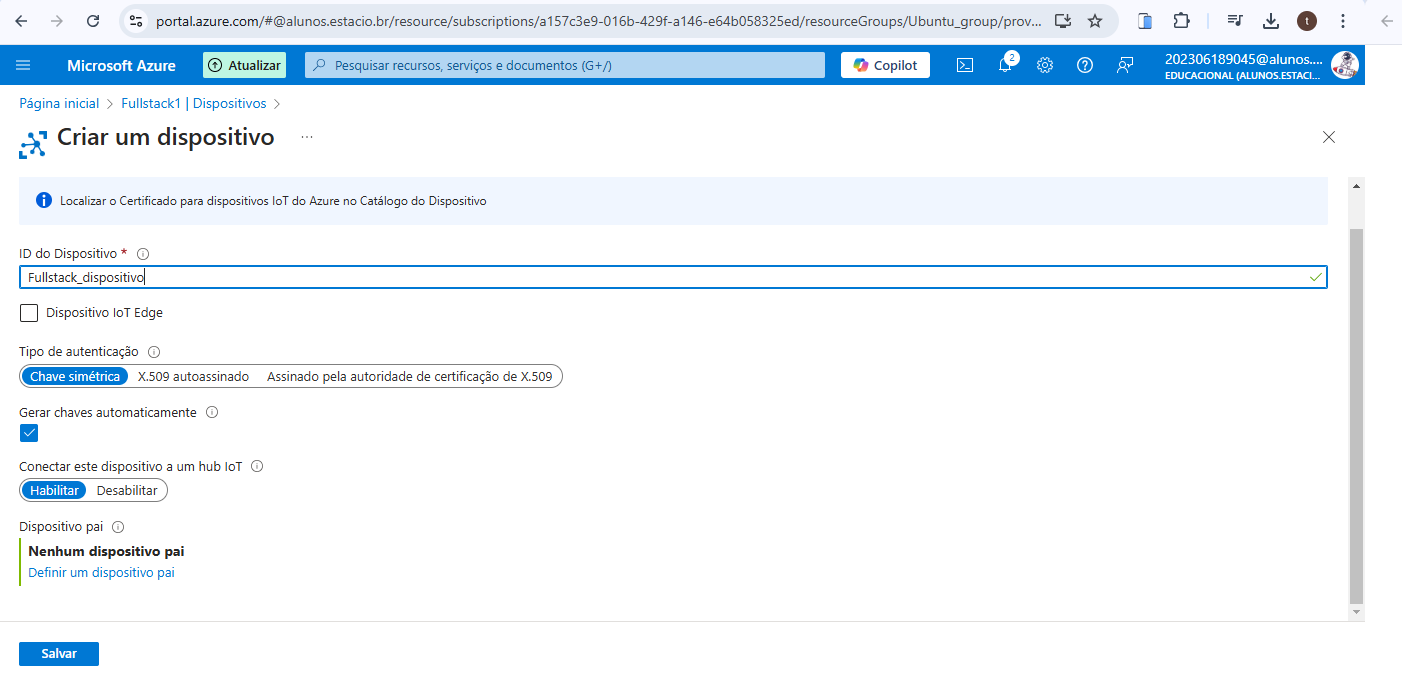 portal.azure.com/#@alunos.estacio.br/resource/subscriptions/a157c3e9-016b-429f-a146-e64b058325ed/resourceGroups/Ubuntu_group/prov...
t
Microsoft Azure
Atualizar
Pesquisar recursos, serviços e documentos (G+/)
Copilot
2
202306189045@alunos....
EDUCACIONAL (ALUNOS.ESTACI...
Página inicial > Fullstack1 | Dispositivos >
Criar um dispositivo ...
Localizar o Certificado para dispositivos IoT do Azure no Catálogo do Dispositivo
ID do Dispositivo *
Fullstack_dispositivo
Dispositivo IoT Edge
Tipo de autenticação
Chave simétrica X.509 autoassinado Assinado pela autoridade de certificação de X.509
Gerar chaves automaticamente
Conectar este dispositivo a um hub IoT
Habilitar Desabilitar
Dispositivo pai
Nenhum dispositivo pai
Definir um dispositivo pai
Salvar